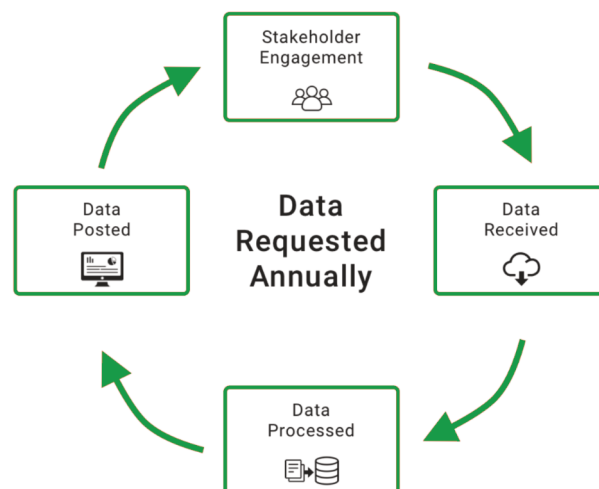 Stakeholder
Engagement
Data
Posted
Data
Requested
Annually
Data
Received
Data
Processed